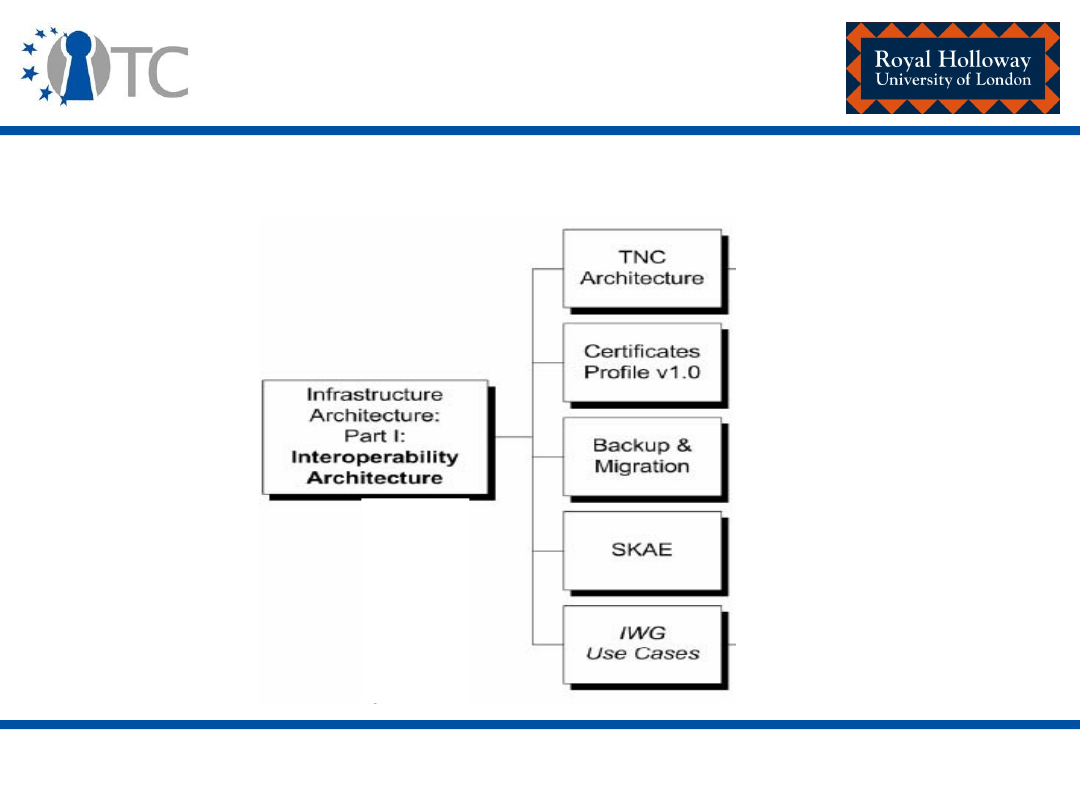 TC
Royal Holloway
University of London
TNC
Architecture
Certificates
Profile v1.0
Infrastructure
Architecture:
Part I:
Interoperability
Architecture
Backup &
Migration
SKAE
IWG
Use Cases